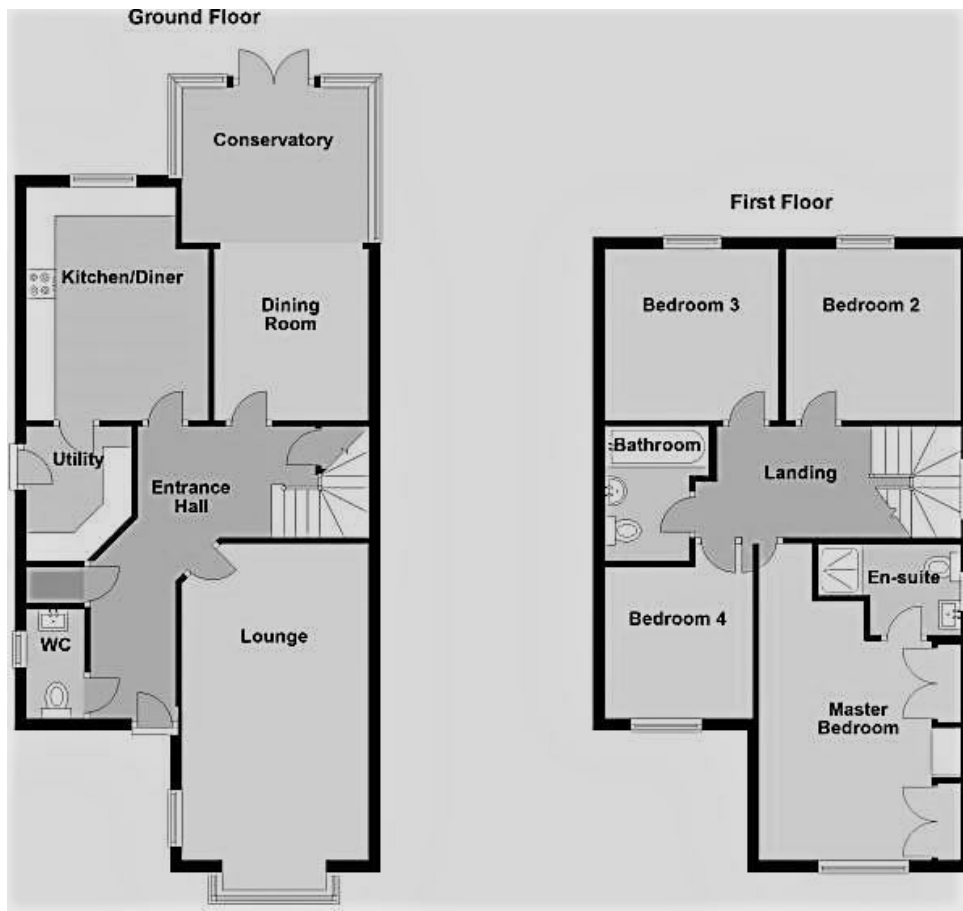 Ground Floor
Conservatory
Kitchen/Diner
Dining
Room
Utility
Entrance
Hall
WC
Lounge
First Floor
Bedroom 3
Bedroom 2
Bathroom
Landing
En-suite
Bedroom 4
Master
Bedroom